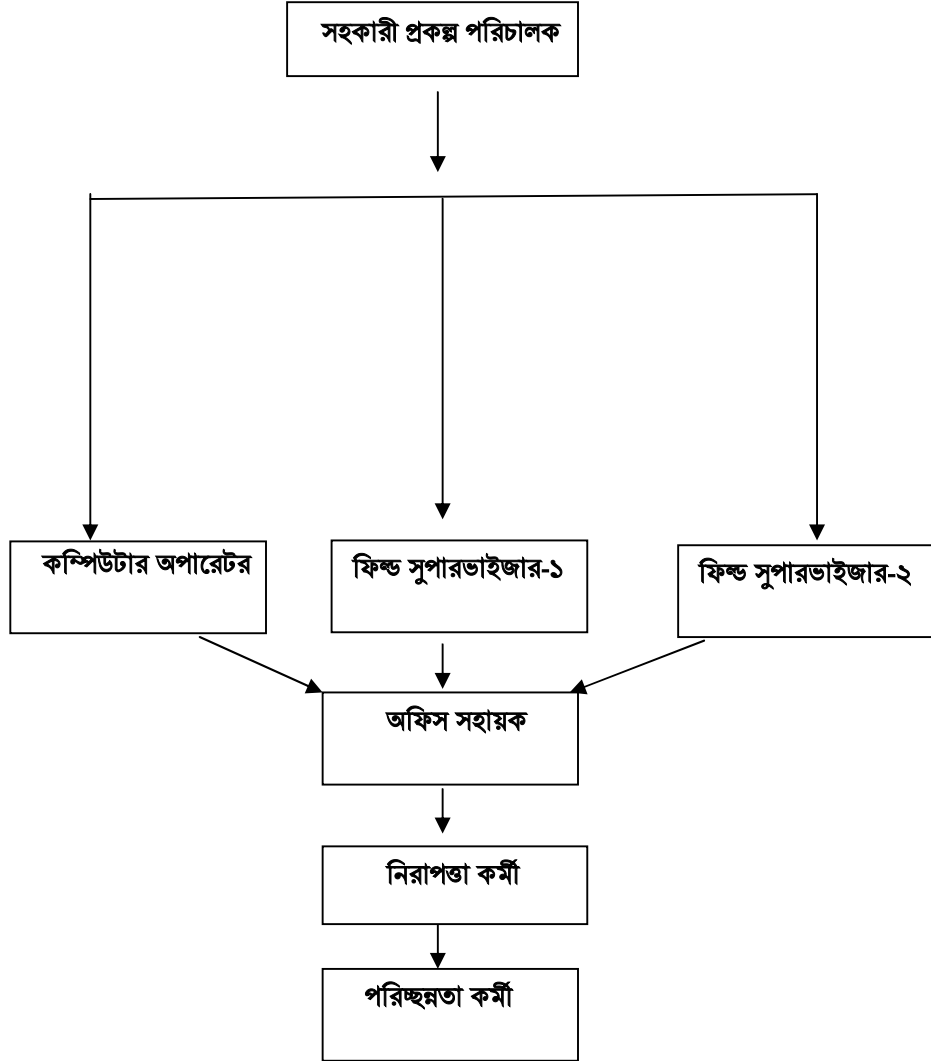 সহকারী প্রকল্প পরিচালক
কম্পিউটার অপারেটর
ফিল্ড সুপারভাইজার-১
ফিল্ড সুপারভাইজার-২
অফিস সহায়ক
নিরাপত্তা কর্মী
পরিচ্ছন্নতা কর্মী